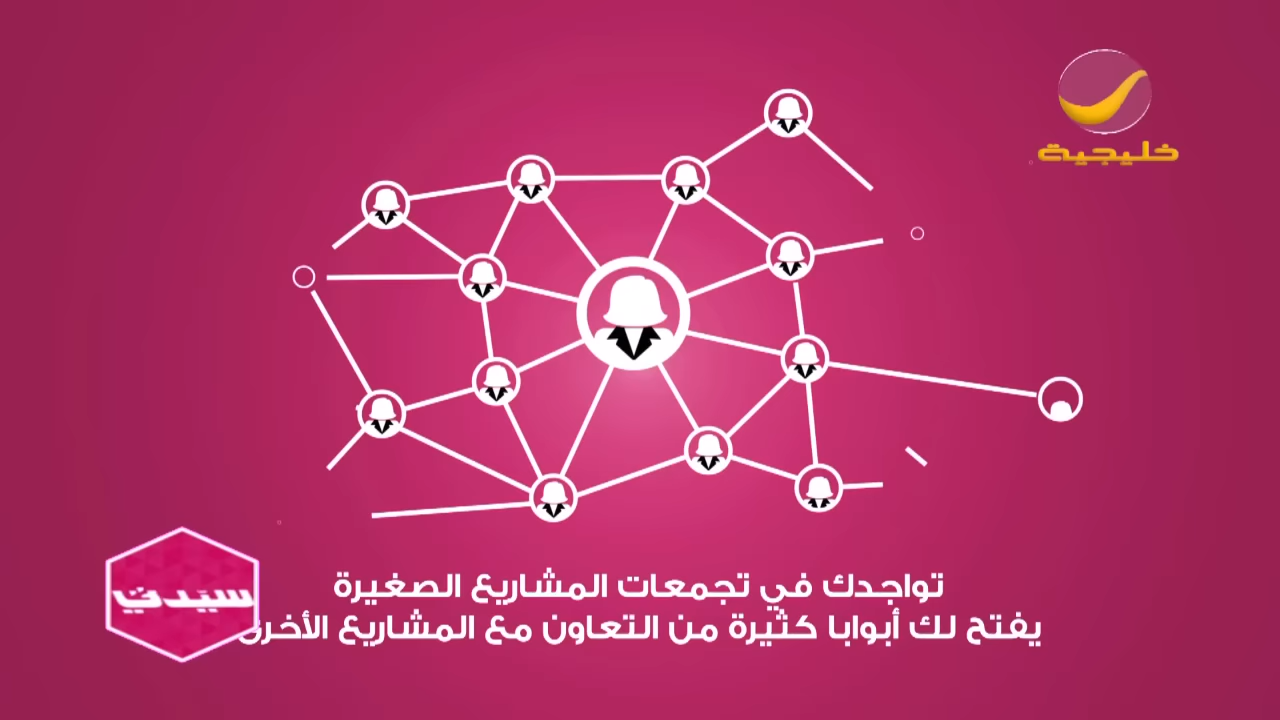 خليجية
تواجدك في تجمعات المشاريع الصغيرة
يفتح لك أبوابا كثيرة من التعاون مع المشاريع الأخرى
سيدتي